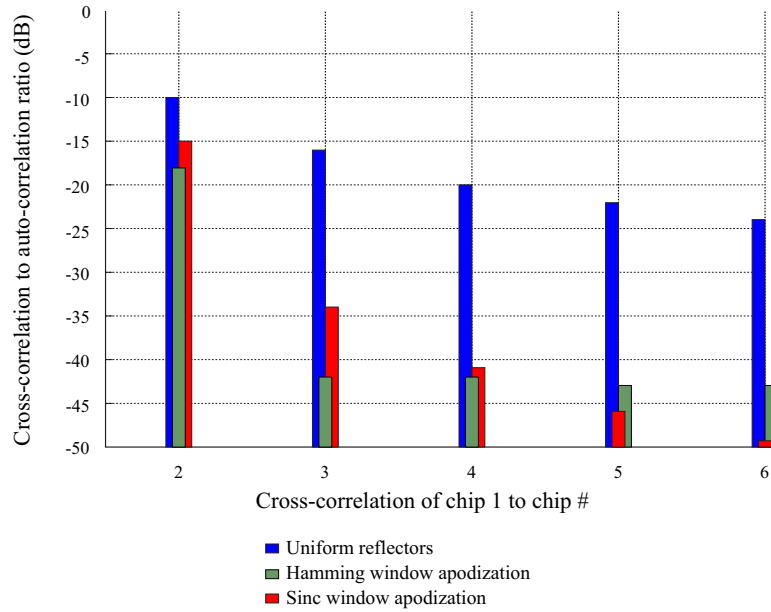 Cross-correlation to auto-correlation ratio (dB)
0
-5
-10
-15
-20
-25
-30
-35
-40
-45
-50
2 3 4 5 6
Cross-correlation of chip 1 to chip #
Uniform reflectors
Hamming window apodization
Sinc window apodization